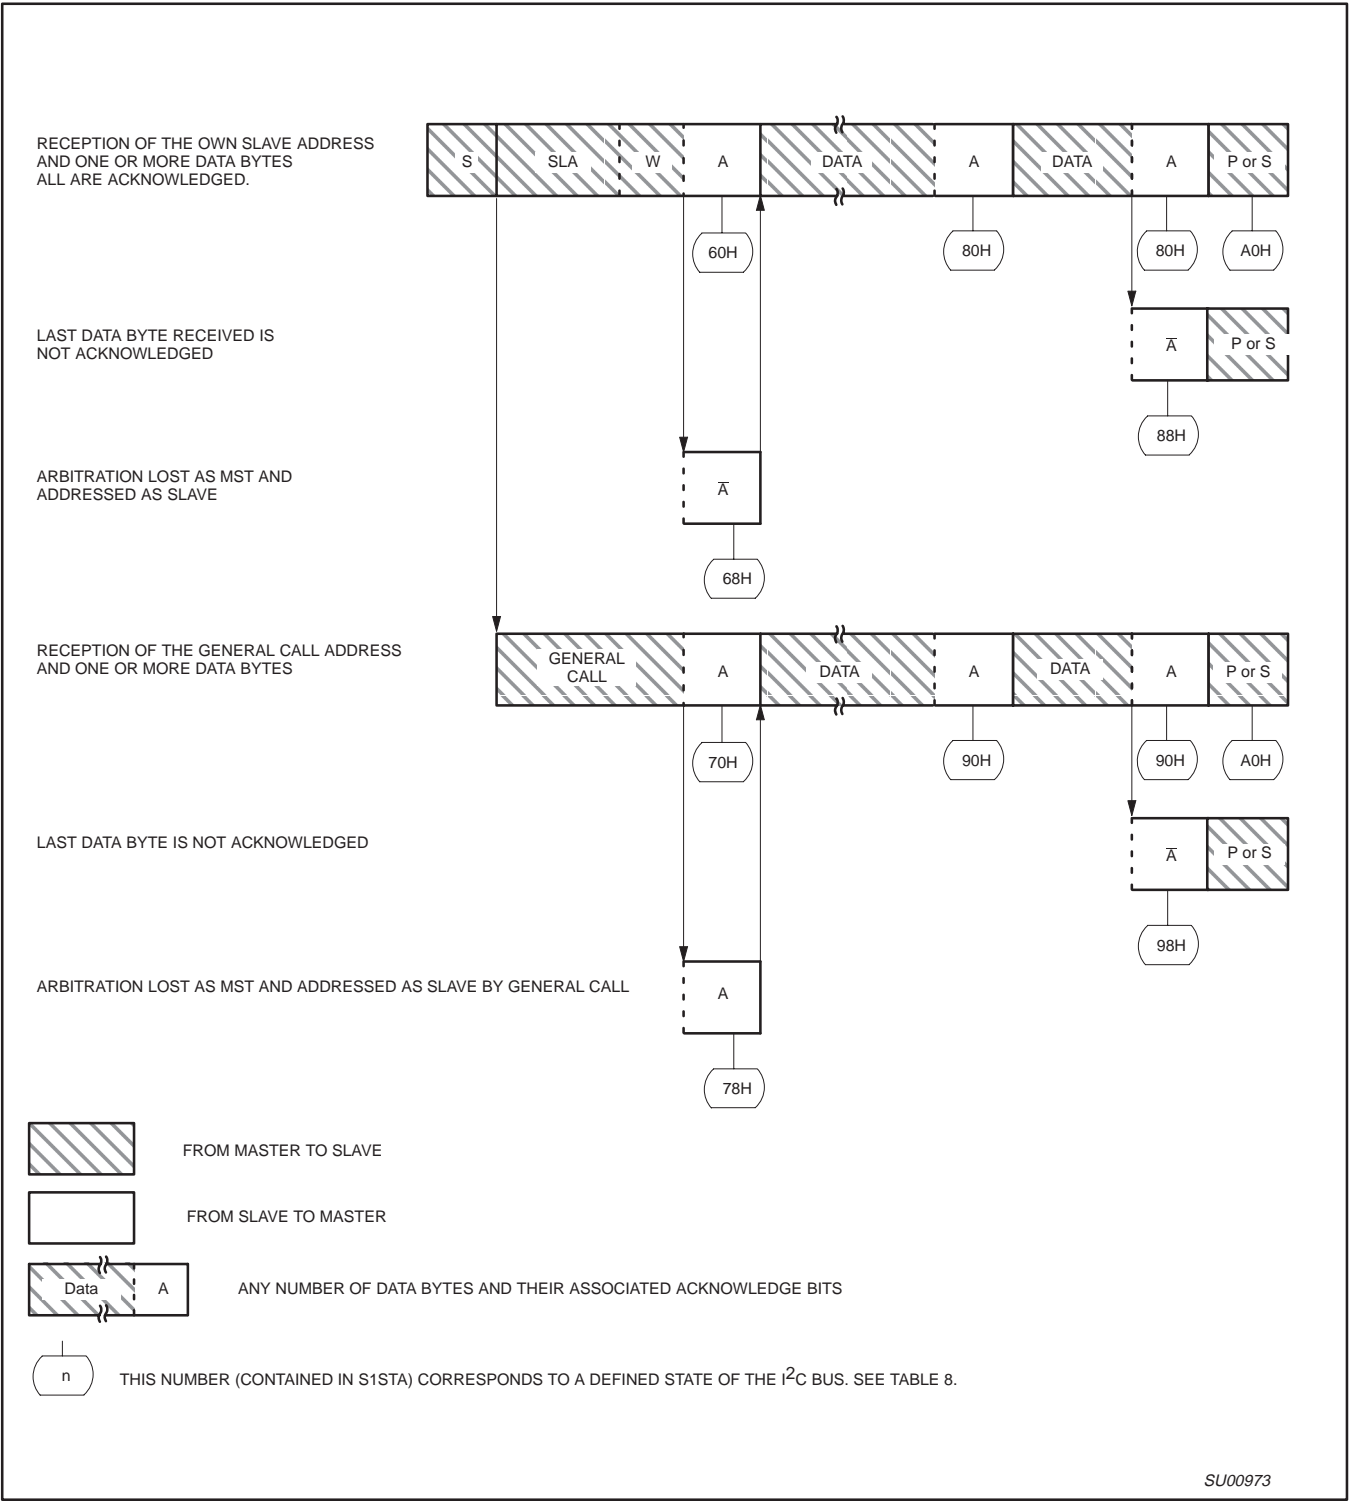 RECEPTION OF THE OWN SLAVE ADDRESS
AND ONE OR MORE DATA BYTES
ALL ARE ACKNOWLEDGED.
S SLA W A DATA A DATA A P or S
60H 80H 80H A0H
LAST DATA BYTE RECEIVED IS
NOT ACKNOWLEDGED
A̅ P or S
88H
ARBITRATION LOST AS MST AND
ADDRESSED AS SLAVE
A̅
68H
RECEPTION OF THE GENERAL CALL ADDRESS
AND ONE OR MORE DATA BYTES
GENERAL
CALL
A DATA A DATA A P or S
70H 90H 90H A0H
LAST DATA BYTE IS NOT ACKNOWLEDGED
A̅ P or S
98H
ARBITRATION LOST AS MST AND ADDRESSED AS SLAVE BY GENERAL CALL
A
78H
FROM MASTER TO SLAVE
FROM SLAVE TO MASTER
Data A ANY NUMBER OF DATA BYTES AND THEIR ASSOCIATED ACKNOWLEDGE BITS
n THIS NUMBER (CONTAINED IN S1STA) CORRESPONDS TO A DEFINED STATE OF THE I²C BUS. SEE TABLE 8.
SU00973